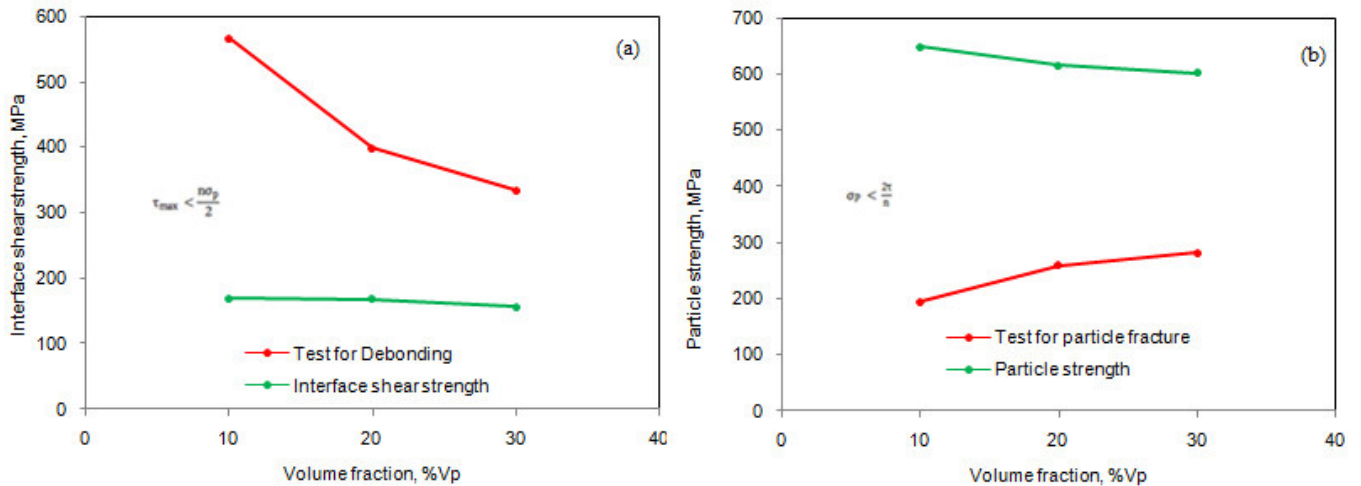 600
500
400
300
200
100
0
0
10
20
30
40
Interface shear strength, MPa
Volume fraction, %Vp
(a)
τmax < nσp/2
Test for Debonding
Interface shear strength
700
600
500
400
300
200
100
0
0
10
20
30
40
Particle strength, MPa
Volume fraction, %Vp
(b)
σP <
Test for particle fracture
Particle strength